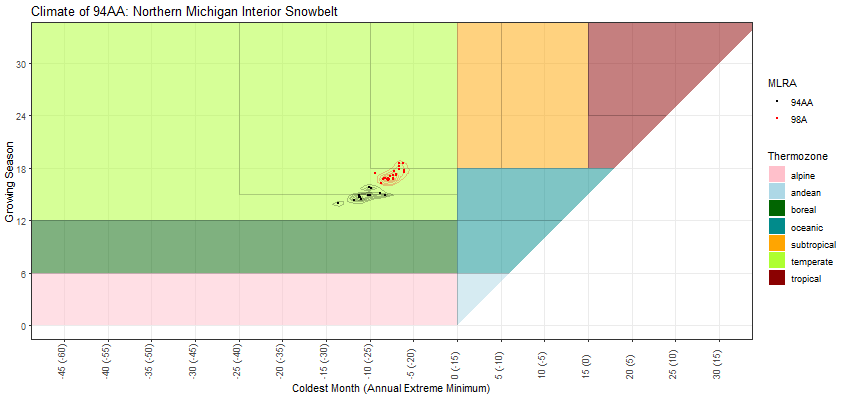 Climate of 94AA: Northern Michigan Interior Snowbelt
Growing Season
30
24
18
12
6
0
-45 (-60)
-40 (-55)
-35 (-50)
-30 (-45)
-25 (-40)
-20 (-35)
-15 (-30)
-10 (-25)
-5 (-20)
0 (-15)
5 (-10)
10 (-5)
15 (0)
20 (5)
25 (10)
30 (15)
Coldest Month (Annual Extreme Minimum)
MLRA
94AA
98A
Thermozone
alpine
andean
boreal
oceanic
subtropical
temperate
tropical